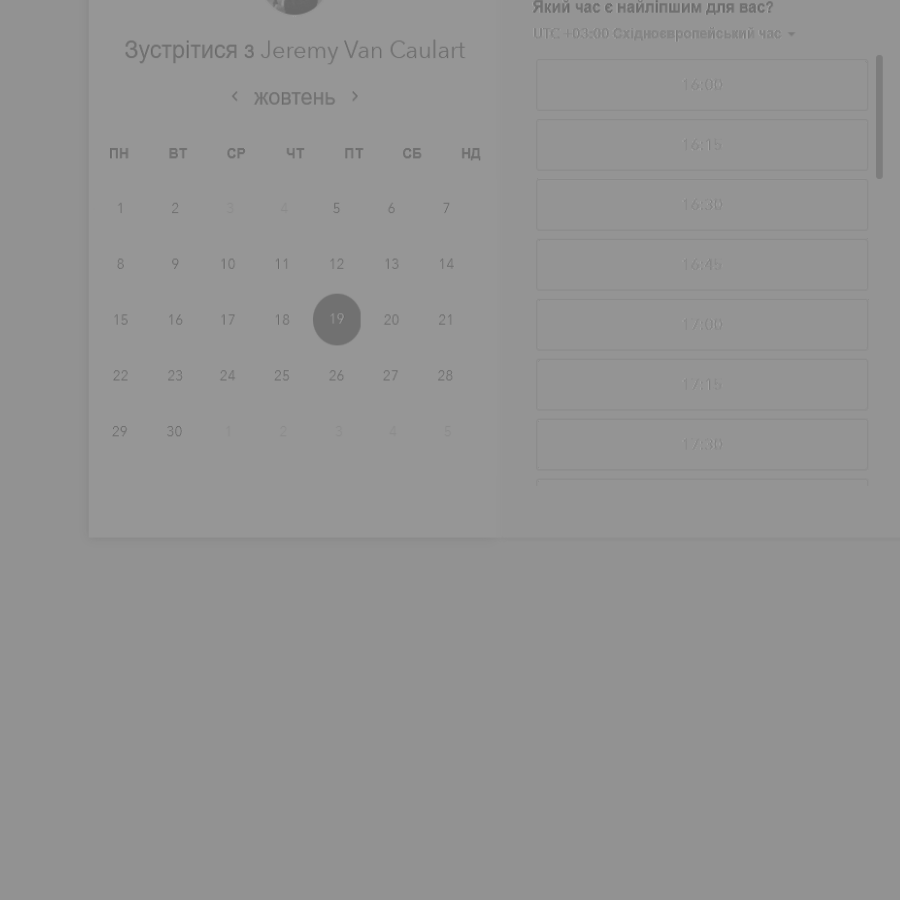 Зустрітися з Jeremy Van Caulart
жовтень
ПН ВТ СР ЧТ ПТ СБ НД
1 2 3 4 5 6 7
8 9 10 11 12 13 14
15 16 17 18 19 20 21
22 23 24 25 26 27 28
29 30 1 2 3 4 5
Який час є найліпшим для вас?
UTC +03:00 Східноєвропейський час
16:00
16:15
16:30
16:45
17:00
17:15
17:30